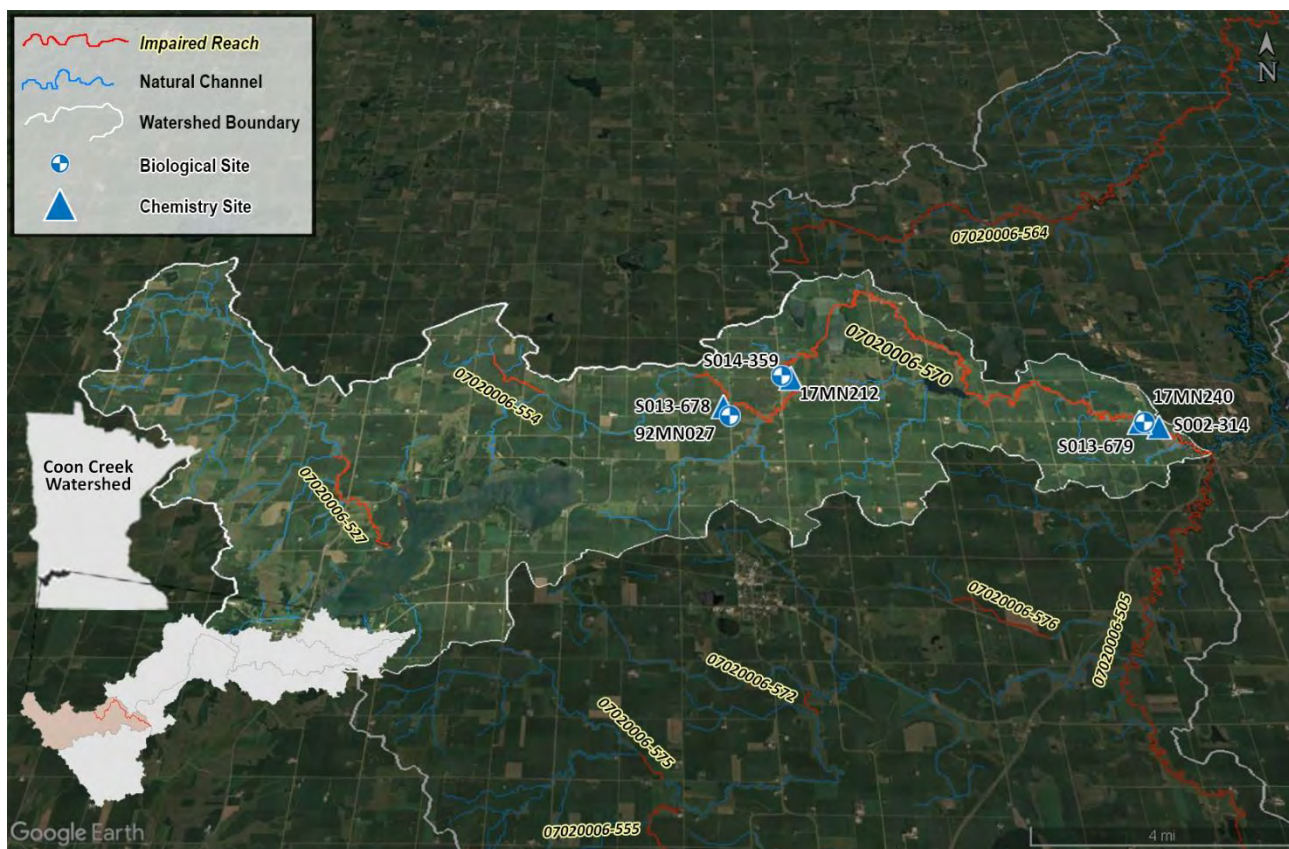 Impaired Reach
Natural Channel
Watershed Boundary
Biological Site
Chemistry Site
N
07020006-564
07020006-570
S014-359
17MN212
07020006-554
S013-678
92MN027
17MN240
S002-314
S013-679
Coon Creek
Watershed
07020006-527
07020006-576
07020006-505
07020006-572
07020006-575
07020006-555
Google Earth
4 mi